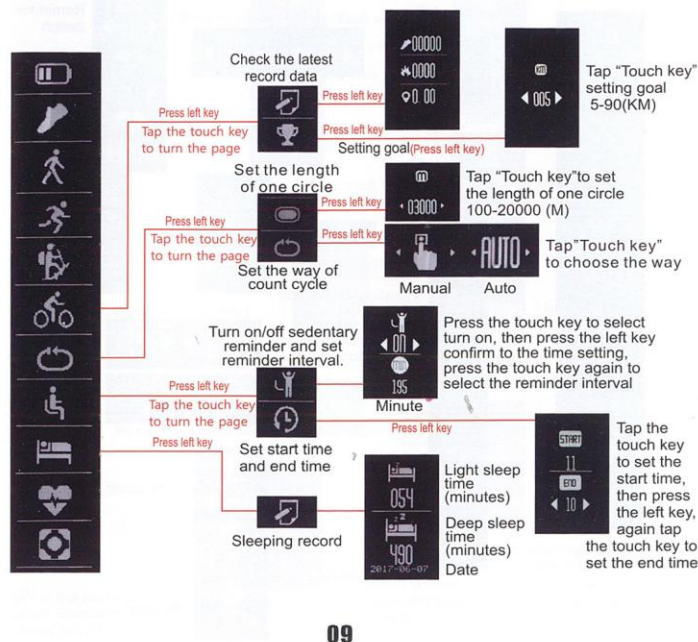 Check the latest
record data
Press left key
Tap the touch key
to turn the page
Press left key
Press left key
Setting goal(Press left key)
00000
0000
0 00
km
005
Tap “Touch key”
setting goal
5-90(KM)
Set the length
of one circle
Press left key
Tap the touch key
to turn the page
Press left key
Press left key
Set the way of
count cycle
m
03000
Tap “Touch key”to set
the length of one circle
100-20000 (M)
AUTO
Manual
Auto
Tap”Touch key”
to choose the way
Turn on/off sedentary
reminder and set
reminder interval.
Press left key
Tap the touch key
to turn the page
Press left key
Set start time
and end time
ON
195
Minute
Press the touch key to select
turn on, then press the left key
confirm to the time setting,
press the touch key again to
select the reminder interval
Press left key
START
11
END
10
Tap the
touch key
to set the
start time,
then press
the left key,
again tap
the touch key to
set the end time
Sleeping record
054
490
2017-06-07
Light sleep
time
(minutes)
Deep sleep
time
(minutes)
Date
09